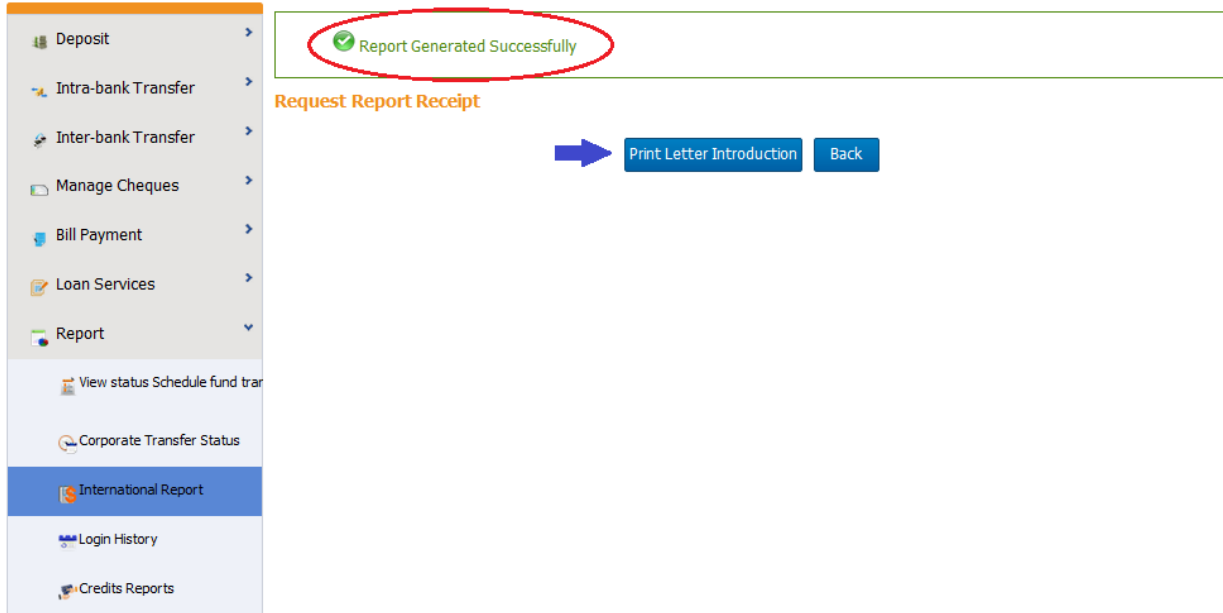 Deposit
Intra-bank Transfer
Inter-bank Transfer
Manage Cheques
Bill Payment
Loan Services
Report
View status Schedule fund tran
Corporate Transfer Status
International Report
Login History
Credits Reports
Report Generated Successfully
Request Report Receipt
Print Letter Introduction
Back